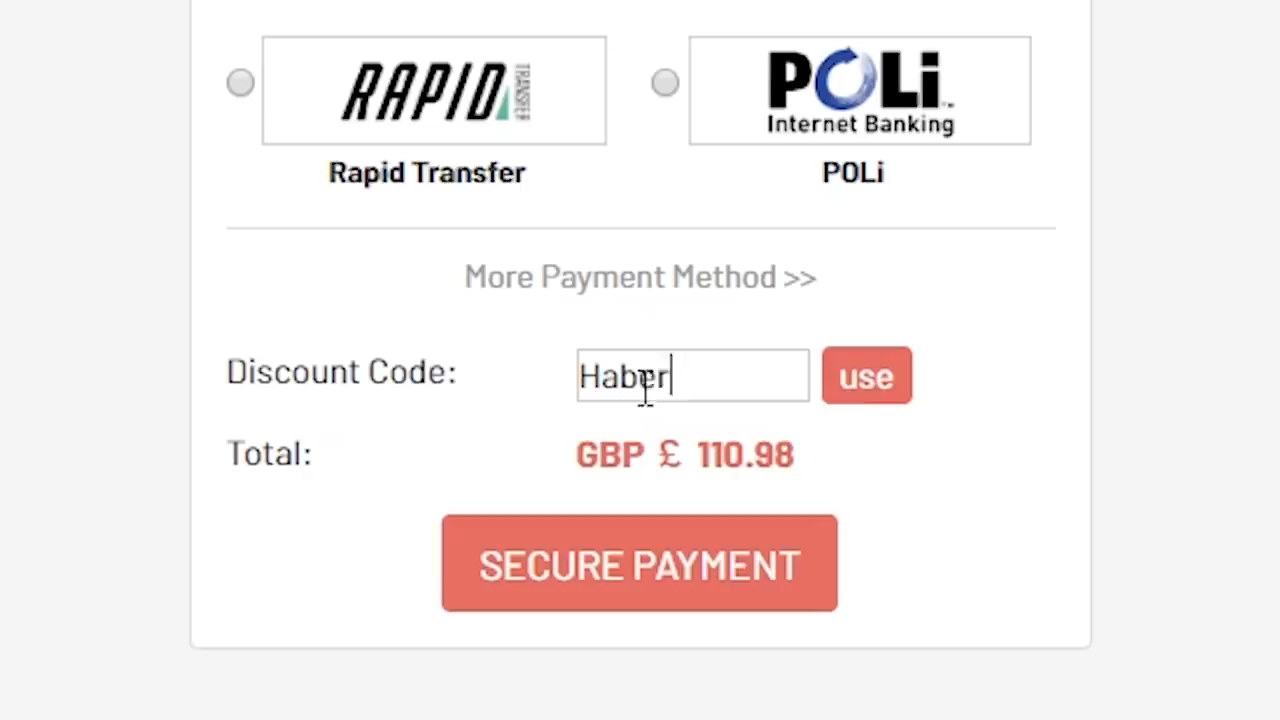 RAPID TRANSFER
POLi™
Internet Banking
Rapid Transfer
POLi
More Payment Method >>
Discount Code:
Haber
use
Total:
GBP £ 110.98
SECURE PAYMENT